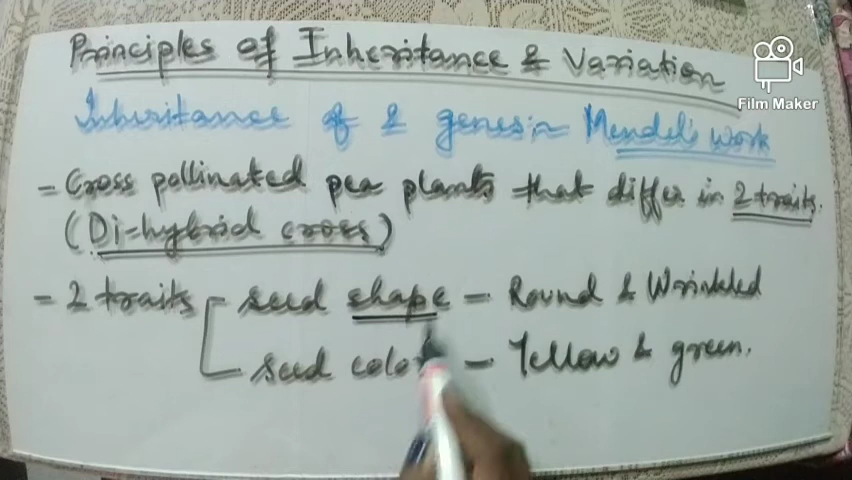 Principles of Inheritance & Variation
Film Maker
Inheritance of 2 genes in Mendel's work
- Cross pollinated pea plants that differ in 2 traits.
(Di-hybrid cross)
- 2 traits - seed shape - Round & Wrinkled
seed color - Yellow & green.